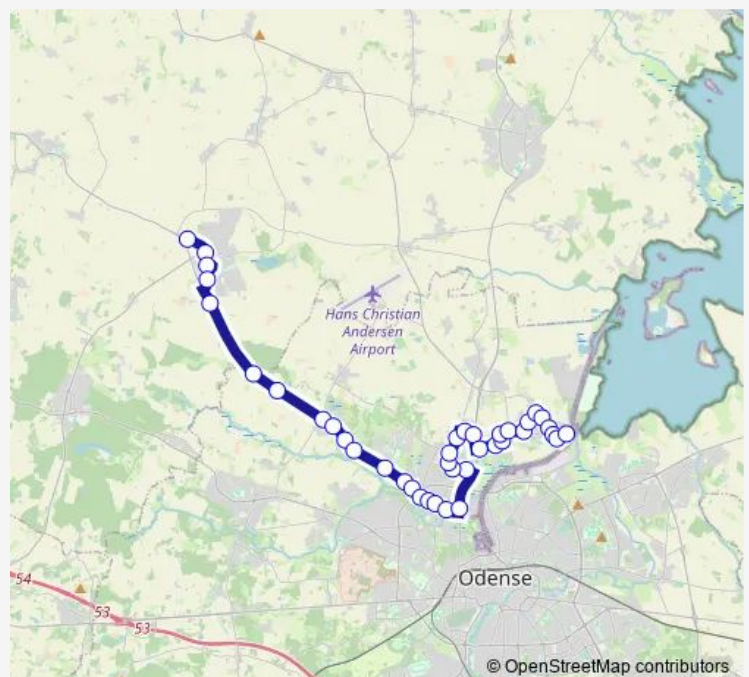 Hans Christian
Andersen
Airport
54
53
53
Odense
© OpenStreetMap contributors